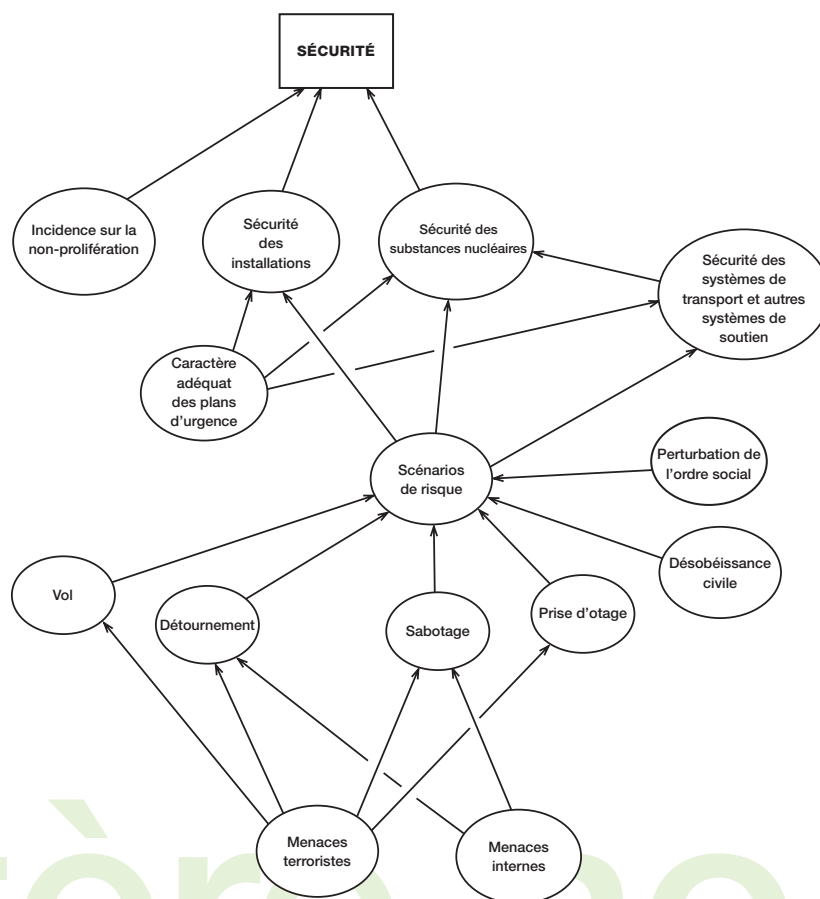 SÉCURITÉ
Incidence sur la
non-prolifération
Sécurité
des
installations
Sécurité des
substances nucléaires
Sécurité des
systèmes de
transport et autres
systèmes de
soutien
Caractère
adéquat
des plans
d'urgence
Scénarios
de risque
Perturbation de
l'ordre social
Désobéissance
civile
Vol
Détournement
Sabotage
Prise d'otage
Menaces
terroristes
Menaces
internes